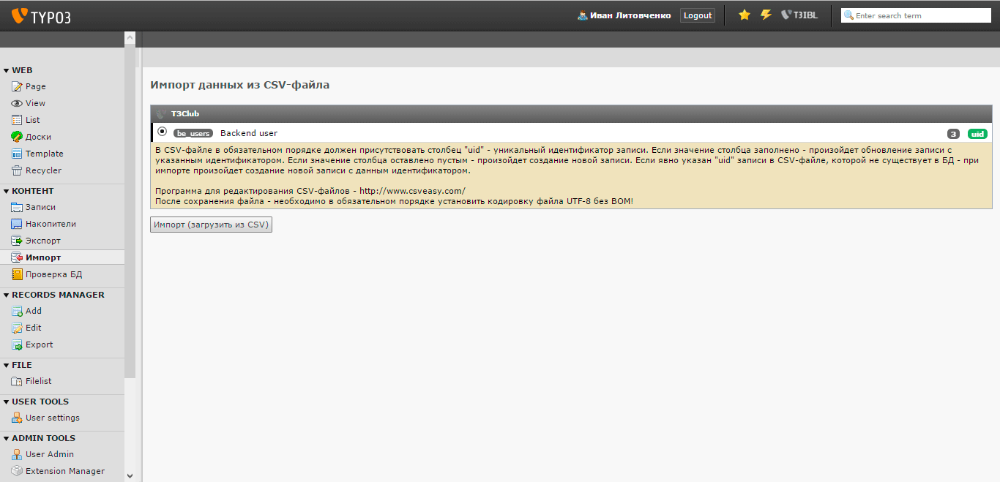 TYPO3
Иван Литовченко
Logout
T3IBL
Enter search term
WEB
Page
View
List
Доски
Template
Recycler
КОНТЕНТ
Записи
Накопители
Экспорт
Импорт
Проверка БД
RECORDS MANAGER
Add
Edit
Export
FILE
Filelist
USER TOOLS
User settings
ADMIN TOOLS
User Admin
Extension Manager
Импорт данных из CSV-файла
T3Club
be_users Backend user 3 uid
В CSV-файле в обязательном порядке должен присутствовать столбец "uid" - уникальный идентификатор записи. Если значение столбца заполнено - произойдет обновление записи с
указанным идентификатором. Если значение столбца оставлено пустым - произойдет создание новой записи. Если явно указан "uid" записи в CSV-файле, которой не существует в БД - при
импорте произойдет создание новой записи с данным идентификатором.
Программа для редактирования CSV-файлов - http://www.csveasy.com/
После сохранения файла - необходимо в обязательном порядке установить кодировку файла UTF-8 без BOM!
Импорт (загрузить из CSV)